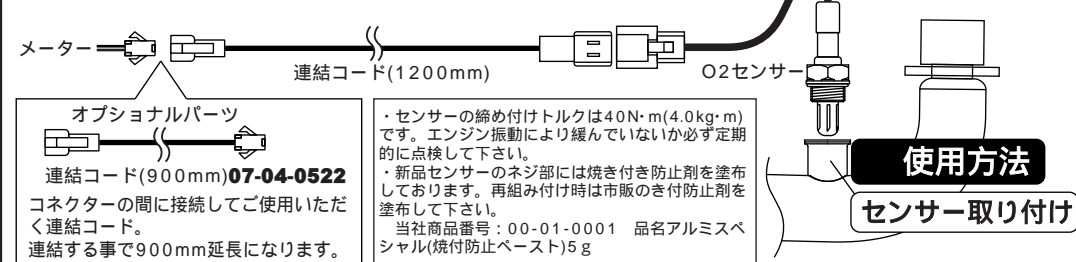 メーター
連結コード(1200mm)
O2センサー
オプショナルパーツ
連結コード(900mm)07-04-0522
コネクターの間に接続してご使用いただ
く連結コード。
連結する事で900mm延長になります。
・センサーの締め付けトルクは40N･m(4.0kg･m)
です。エンジン振動により緩んでいないか必ず定期
的に点検して下さい。
・新品センサーのネジ部には焼き付き防止剤を塗布
しております。再組み付け時は市販のき付防止剤を
塗布して下さい。
当社商品番号：00-01-0001　品名アルミスペ
シャル(焼付防止ペースト)5ｇ
使用方法
センサー取り付け